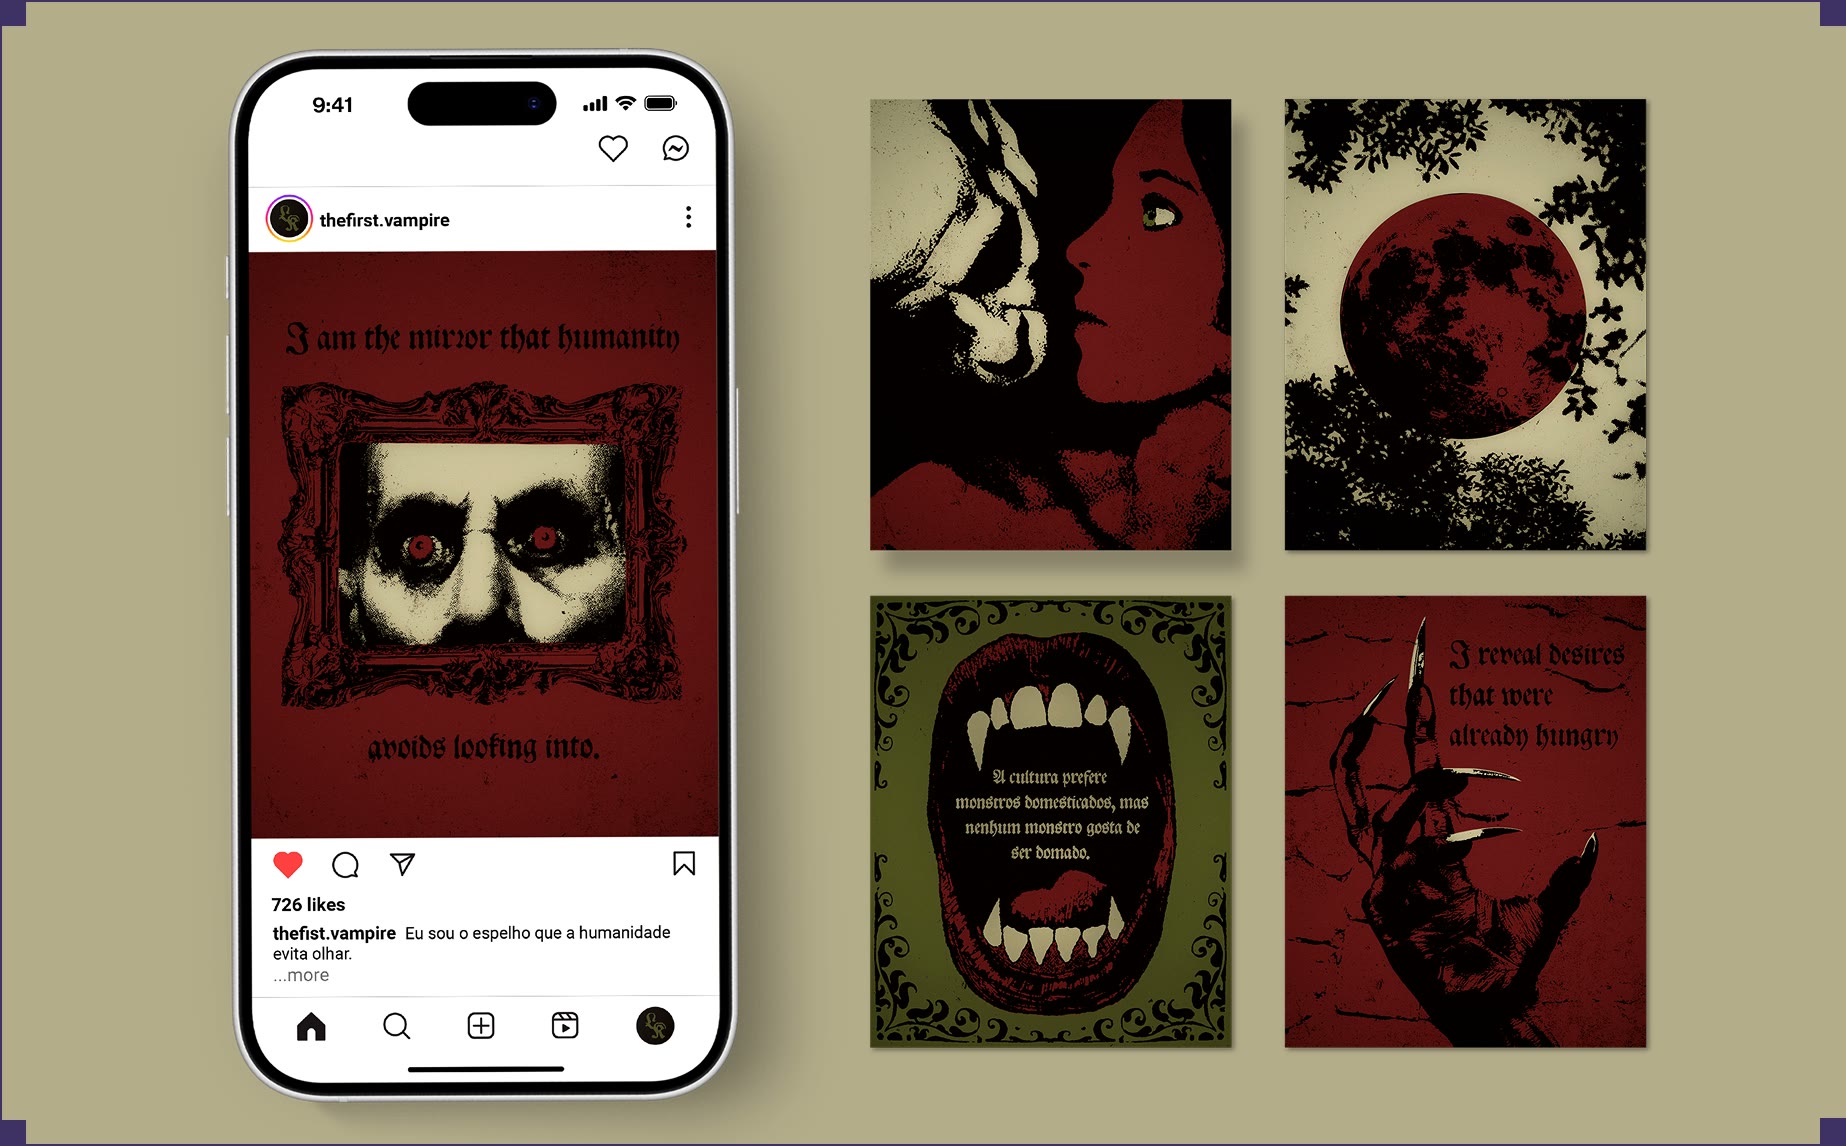 9:41
thefirst.vampire
I am the mirror that humanity
avoids looking into.
726 likes
thefist.vampire Eu sou o espelho que a humanidade
evita olhar.
...more
A cultura prefere
monstros domesticados, mas
nenhum monstro gosta de
ser domado.
I reveal desires
that were
already hungry